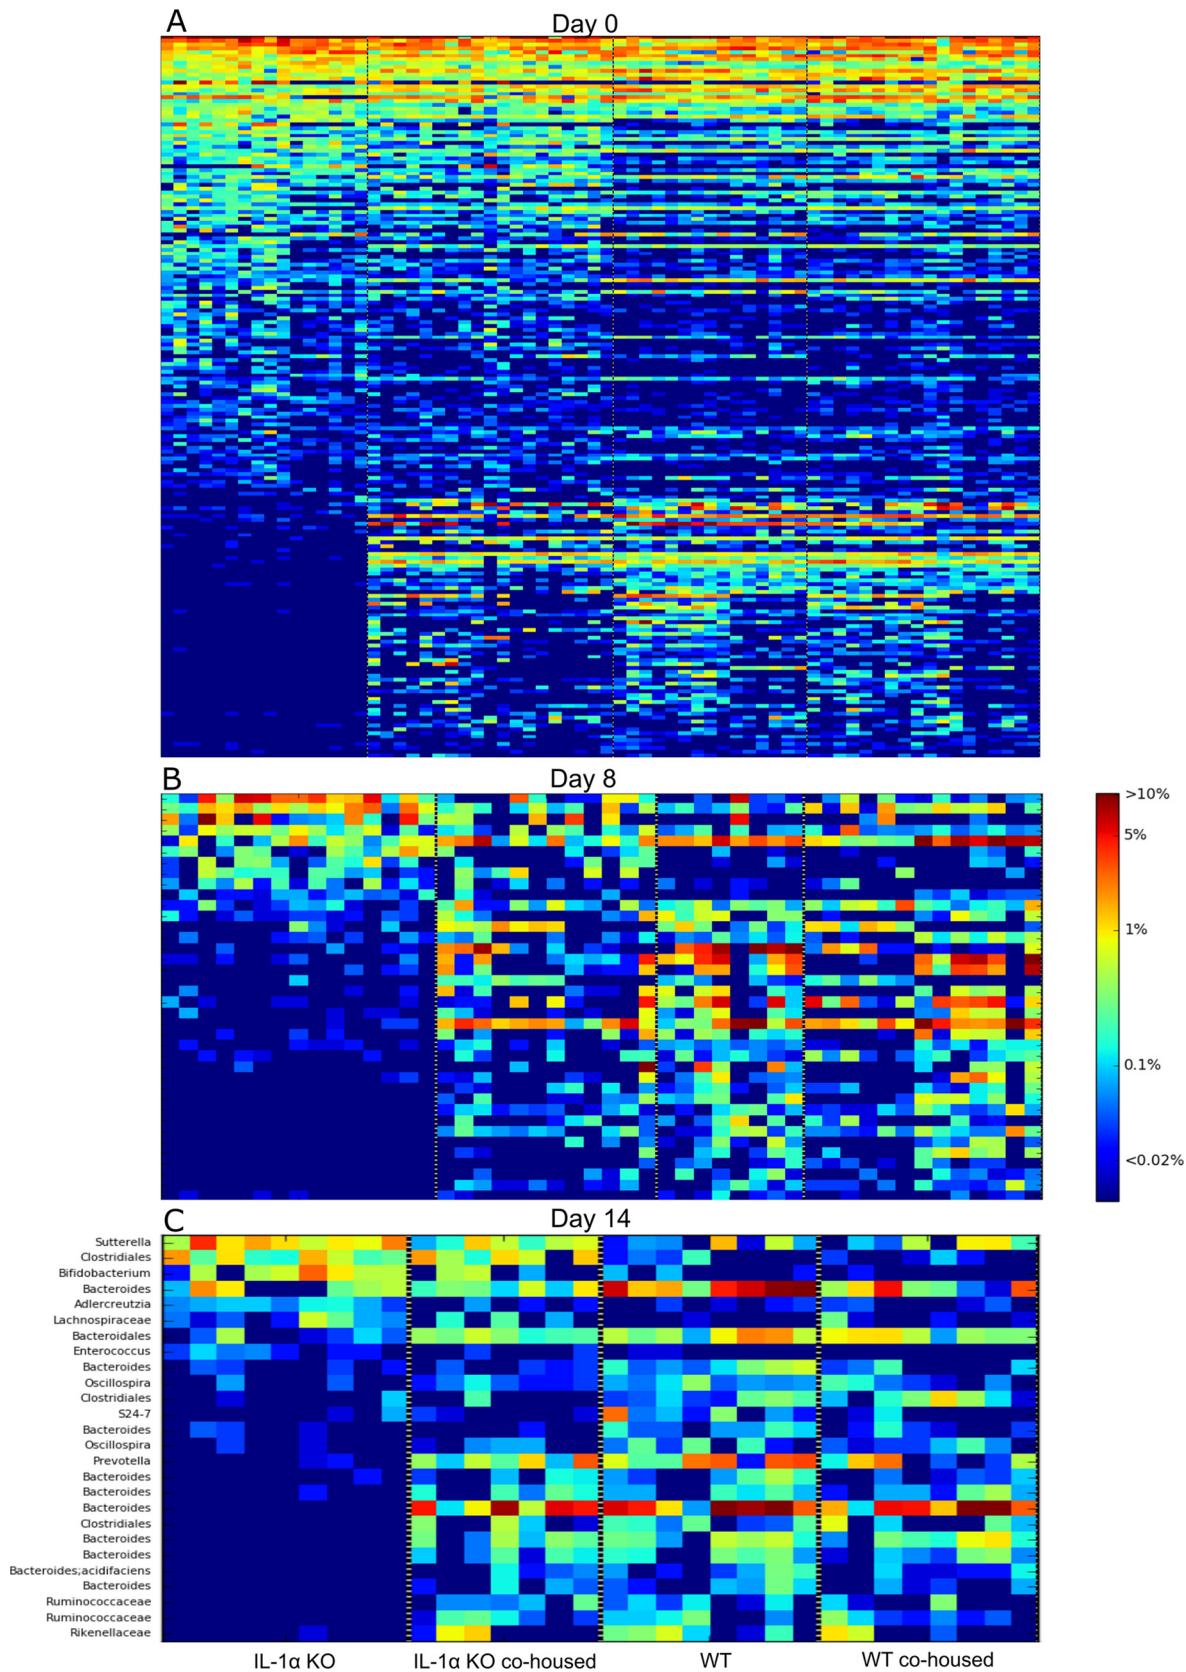 A
Day 0
B
Day 8
>10%
5%
1%
0.1%
<0.02%
C
Day 14
Sutterella
Clostridiales
Bifidobacterium
Bacteroides
Adlercreutzia
Lachnospiraceae
Bacteroidales
Enterococcus
Bacteroides
Oscillospira
Clostridiales
S24-7
Bacteroides
Oscillospira
Prevotella
Bacteroides
Bacteroides
Bacteroides
Clostridiales
Bacteroides
Bacteroides
Bacteroides;acidifaciens
Bacteroides
Ruminococcaceae
Ruminococcaceae
Rikenellaceae
IL-1α KO
IL-1α KO co-housed
WT
WT co-housed